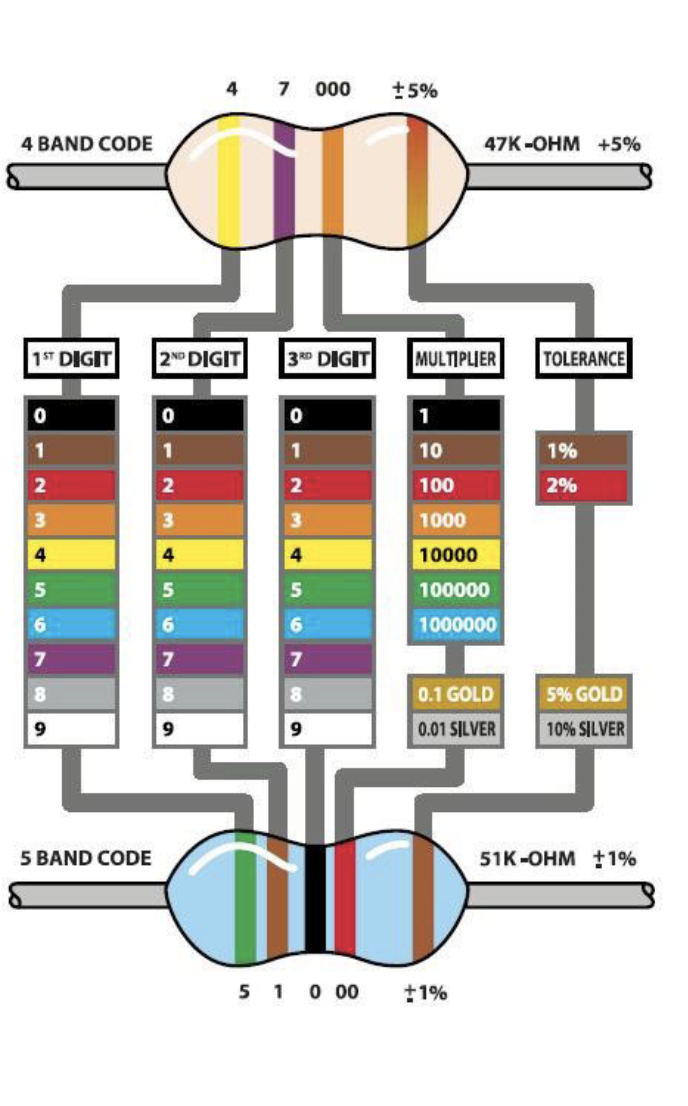 4 7 000 ±5%
4 BAND CODE 47K-OHM +5%
1ST DIGIT 2ND DIGIT 3RD DIGIT MULTIPLIER TOLERANCE
0 0 0 1
1 1 1 10 1%
2 2 2 100 2%
3 3 3 1000
4 4 4 10000
5 5 5 100000
6 6 6 1000000
7 7 7
8 8 8 0.1 GOLD 5% GOLD
9 9 9 0.01 SILVER 10% SILVER
5 BAND CODE 51K-OHM ±1%
5 1 0 00 ±1%